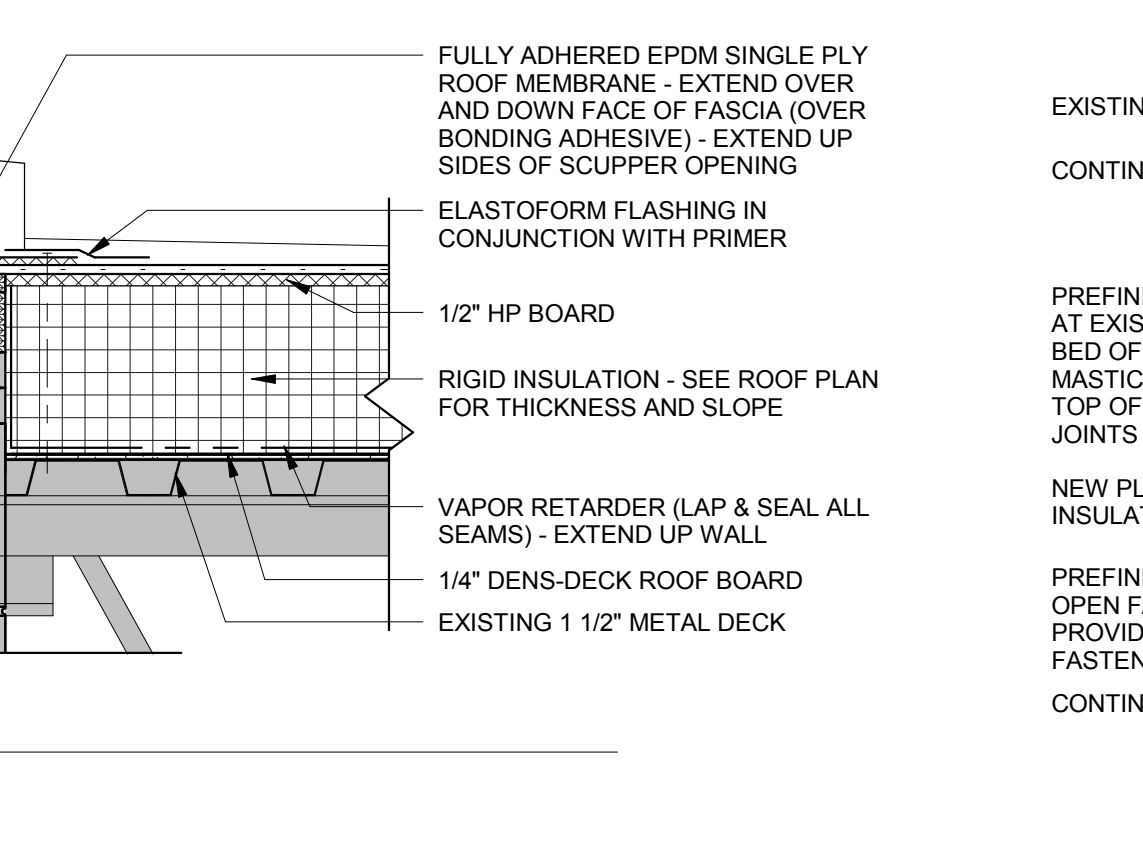 FULLY ADHERED EPDM SINGLE PLY
ROOF MEMBRANE - EXTEND OVER
AND DOWN FACE OF FASCIA (OVER
BONDING ADHESIVE) - EXTEND UP
SIDES OF SCUPPER OPENING
ELASTOFORM FLASHING IN
CONJUNCTION WITH PRIMER
1/2" HP BOARD
RIGID INSULATION - SEE ROOF PLAN
FOR THICKNESS AND SLOPE
VAPOR RETARDER (LAP & SEAL ALL
SEAMS) - EXTEND UP WALL
1/4" DENS-DECK ROOF BOARD
EXISTING 1 1/2" METAL DECK
EXISTIN
CONTIN
PREFIN
AT EXIS
BED OF
MASTIC
TOP OF
JOINTS
NEW PL
INSULAT
PREFIN
OPEN FA
PROVID
FASTEN
CONTIN